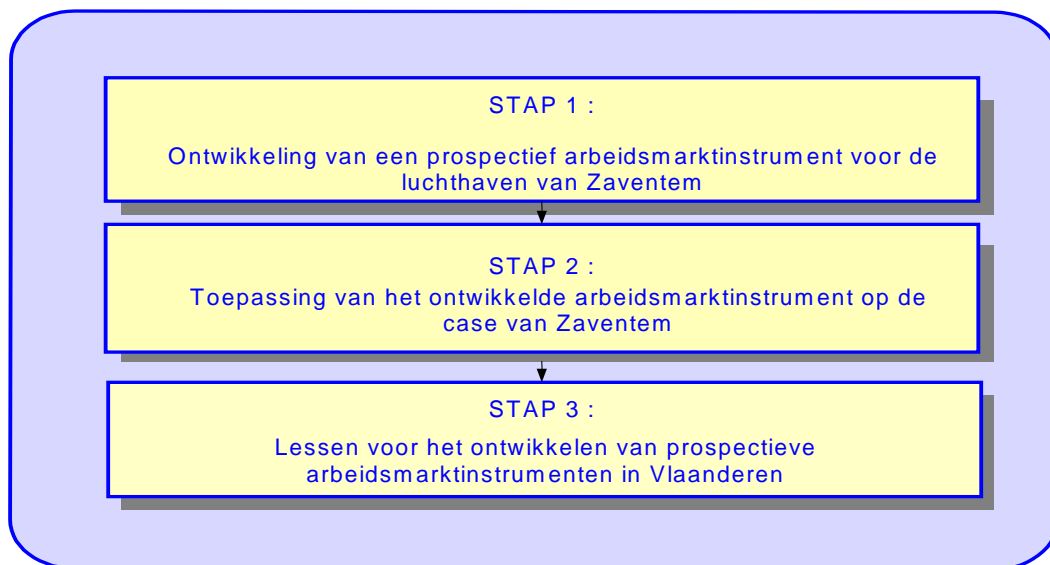 STAP 1 :
Ontwikkeling van een prospectief arbeidsmarktinstrument voor de
luchthaven van Zaventem
STAP 2 :
Toepassing van het ontwikkelde arbeidsmarktinstrument op de
case van Zaventem
STAP 3 :
Lessen voor het ontwikkelen van prospectieve
arbeidsmarktinstrumenten in Vlaanderen